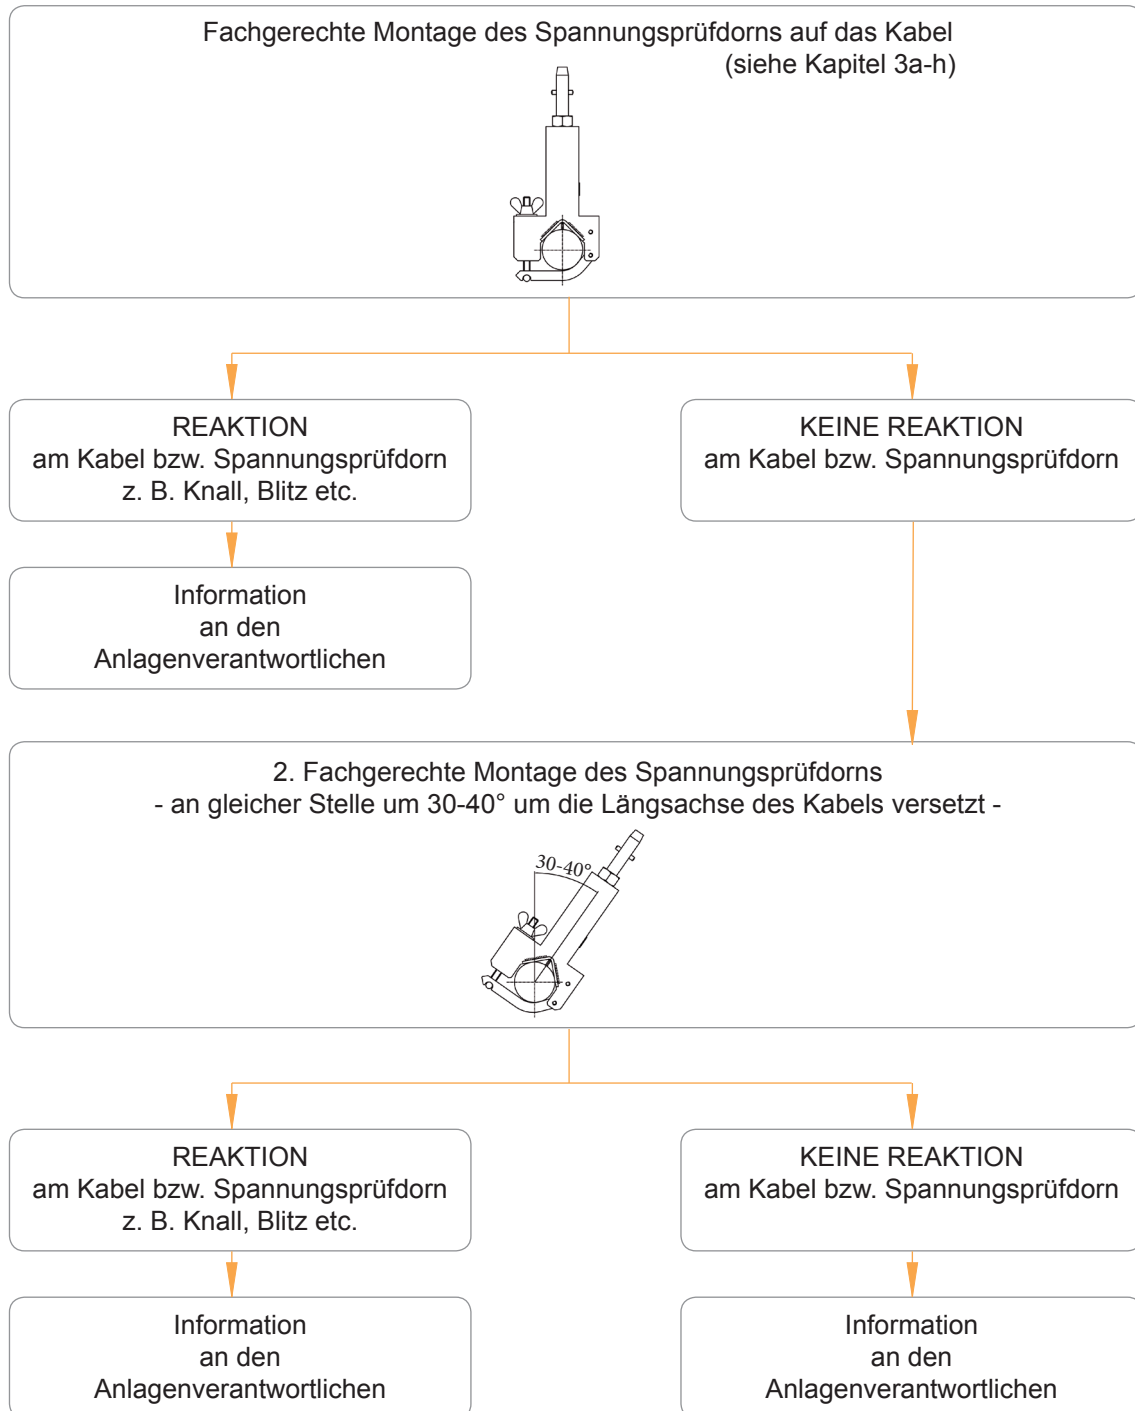 Fachgerechte Montage des Spannungsprüfdorns auf das Kabel
(siehe Kapitel 3a-h)
REAKTION
am Kabel bzw. Spannungsprüfdorn
z. B. Knall, Blitz etc.
KEINE REAKTION
am Kabel bzw. Spannungsprüfdorn
Information
an den
Anlagenverantwortlichen
2. Fachgerechte Montage des Spannungsprüfdorns
- an gleicher Stelle um 30-40° um die Längsachse des Kabels versetzt -
30-40°
REAKTION
am Kabel bzw. Spannungsprüfdorn
z. B. Knall, Blitz etc.
KEINE REAKTION
am Kabel bzw. Spannungsprüfdorn
Information
an den
Anlagenverantwortlichen
Information
an den
Anlagenverantwortlichen